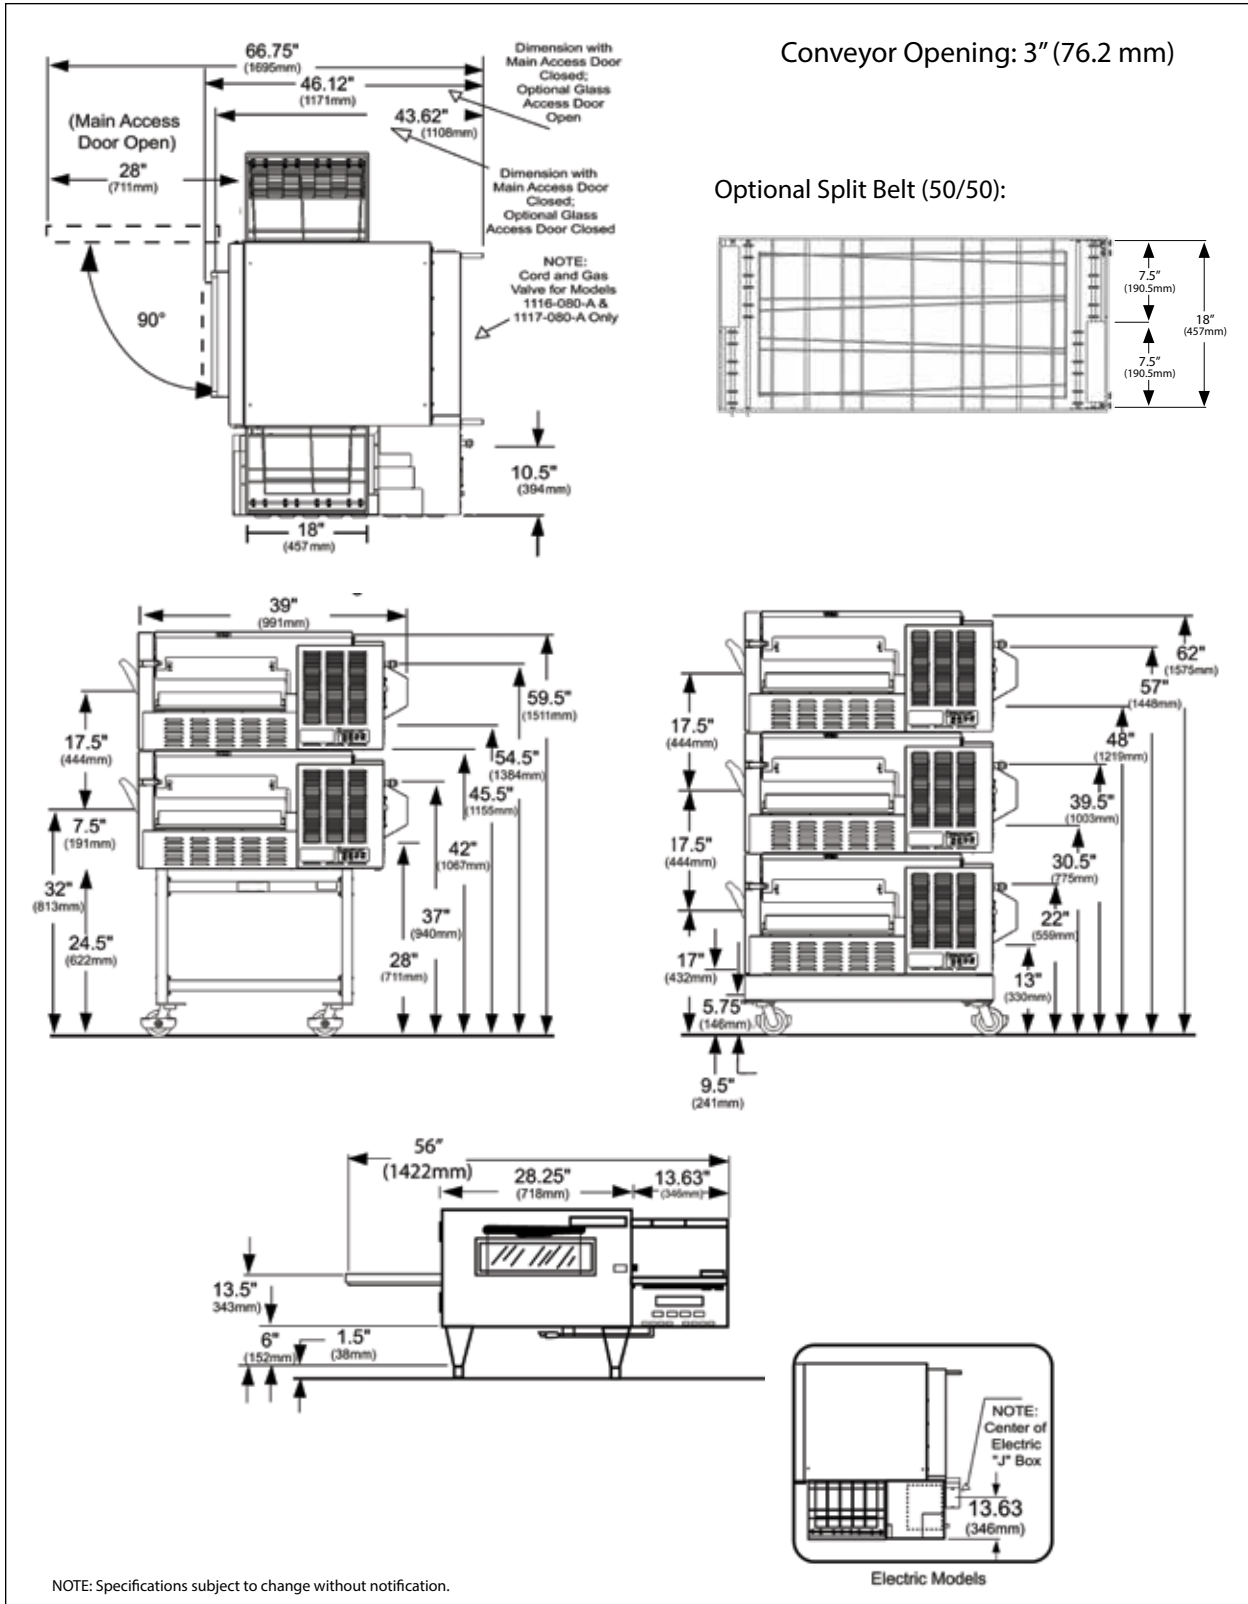 Conveyor Opening: 3” (76.2 mm)
66.75"
(1695mm)
46.12"
(1171mm)
43.62"
(1108mm)
Dimension with
Main Access Door
Closed;
Optional Glass
Access Door
Open
(Main Access
Door Open)
28"
(711mm)
Dimension with
Main Access Door
Closed;
Optional Glass
Access Door Closed
NOTE:
Cord and Gas
Valve for Models
1116-080-A &
1117-080-A Only
90°
10.5"
(394mm)
18"
(457mm)
Optional Split Belt (50/50):
7.5”
(190.5mm)
18”
(457mm)
7.5”
(190.5mm)
39"
(991mm)
59.5"
(1511mm)
17.5"
(444mm)
54.5"
(1384mm)
45.5"
(1155mm)
7.5"
(191mm)
42"
(1067mm)
32"
(813mm)
37"
(940mm)
24.5"
(622mm)
28"
(711mm)
62"
(1575mm)
57"
(1448mm)
17.5"
(444mm)
48"
(1219mm)
39.5"
(1003mm)
17.5"
(444mm)
30.5"
(775mm)
22"
(559mm)
17"
(432mm)
13"
(330mm)
5.75"
(146mm)
9.5"
(241mm)
56”
(1422mm)
28.25"
(718mm)
13.63"
(346mm)
13.5"
343mm)
6"
(152mm)
1.5"
(38mm)
NOTE:
Center of
Electric
"J" Box
13.63
(346mm)
Electric Models
NOTE: Specifications subject to change without notification.